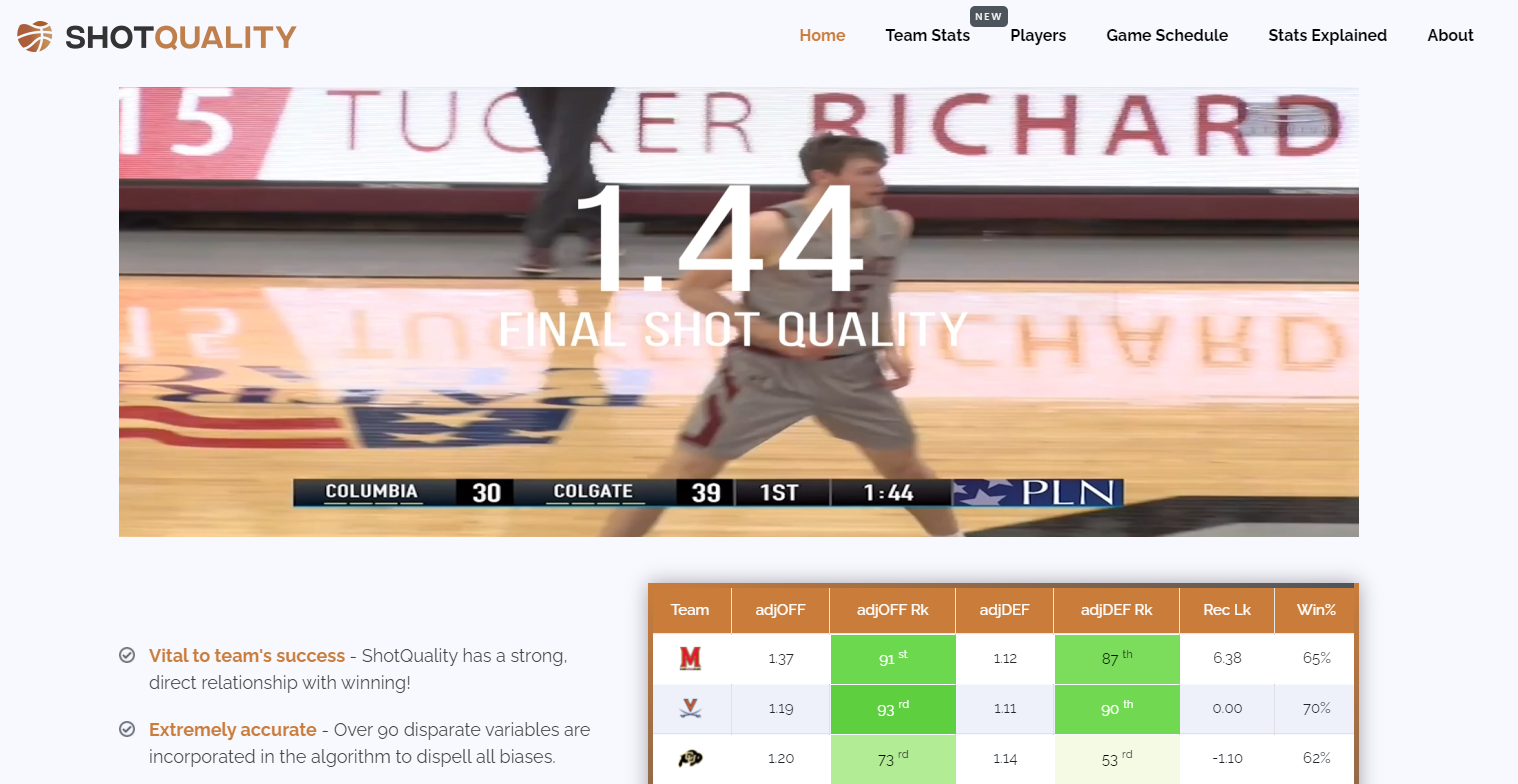 SHOTQUALITY
NEW
Home Team Stats Players Game Schedule Stats Explained About
15 TUCKER RICHARD
1.44
FINAL SHOT QUALITY
COLUMBIA 30 COLGATE 39 1ST 1:44 PLN
Team adjOFF adjOFF Rk adjDEF adjDEF Rk Rec Lk Win%
M 1.37 91 st 1.12 87 th 6.38 65%
V 1.19 93 rd 1.11 90 th 0.00 70%
1.20 73 rd 1.14 53 rd -1.10 62%
Vital to team's success - ShotQuality has a strong,
direct relationship with winning!
Extremely accurate - Over 90 disparate variables are
incorporated in the algorithm to dispell all biases.